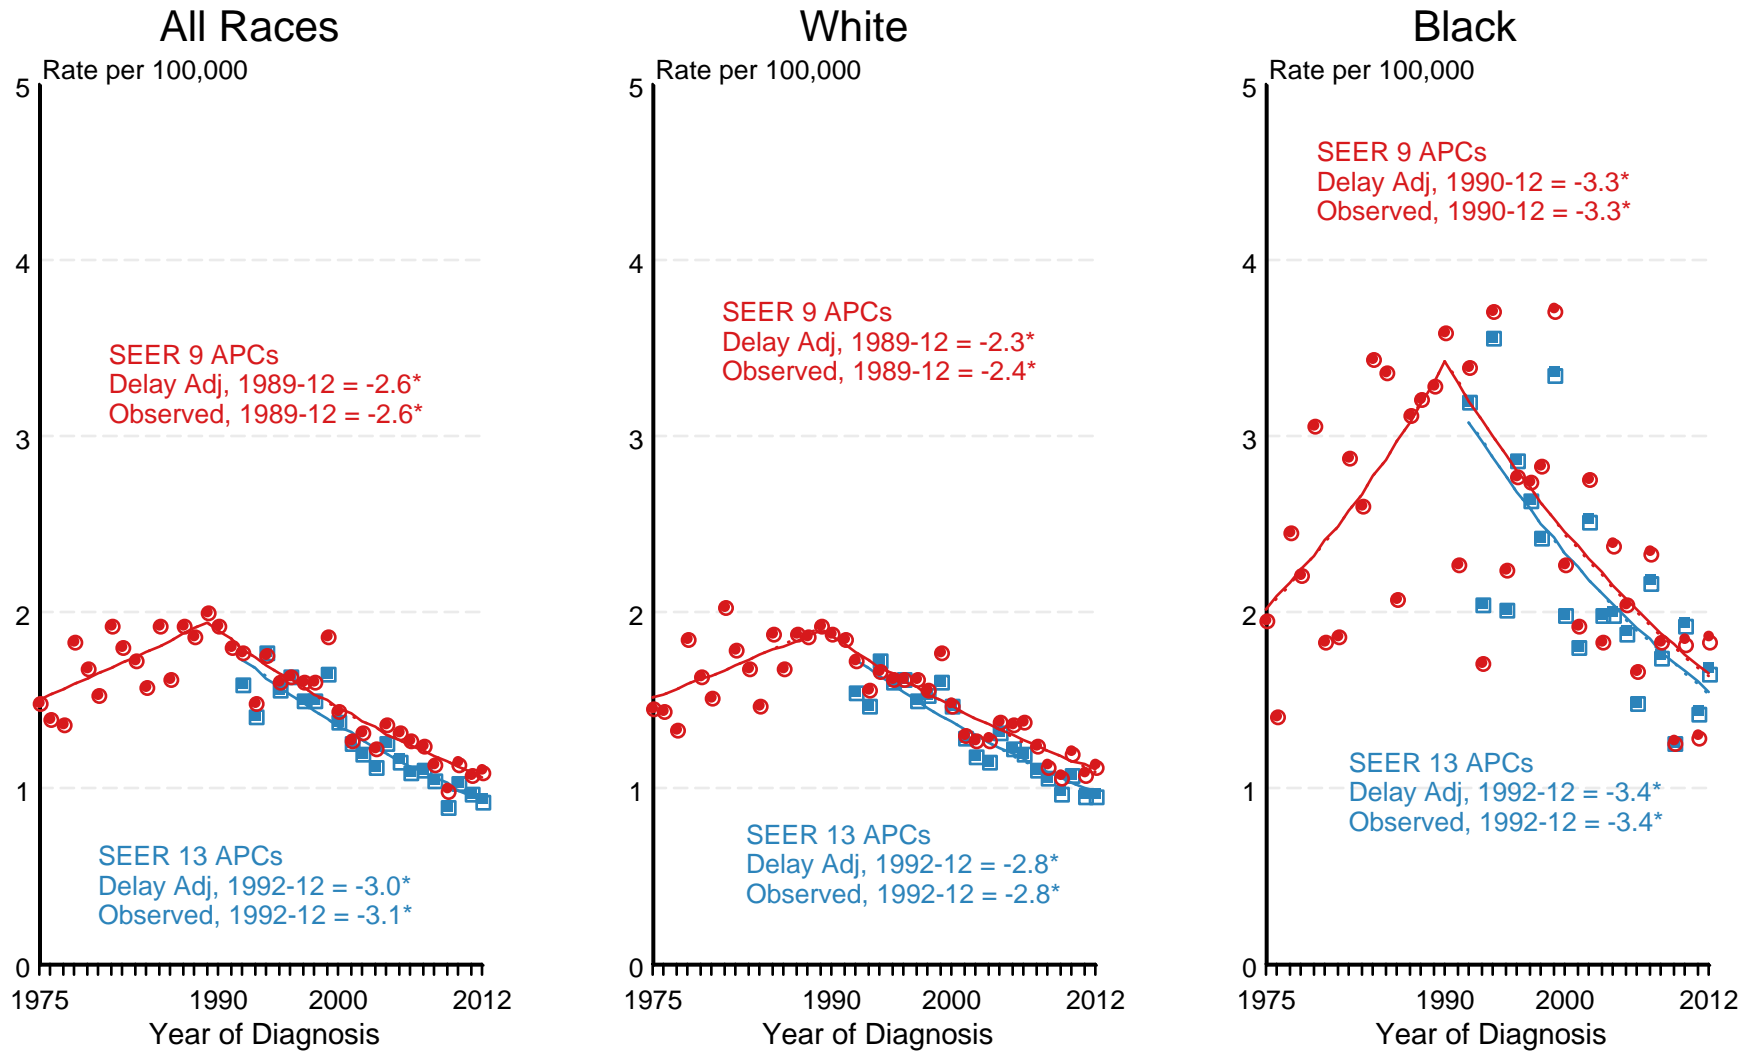 All Races
Rate per 100,000
5
4
3
2
1
0
SEER 9 APCs
Delay Adj, 1989-12 = -2.6*
Observed, 1989-12 = -2.6*
SEER 13 APCs
Delay Adj, 1992-12 = -3.0*
Observed, 1992-12 = -3.1*
1975 1990 2000 2012
Year of Diagnosis
White
Rate per 100,000
5
4
3
2
1
0
SEER 9 APCs
Delay Adj, 1989-12 = -2.3*
Observed, 1989-12 = -2.4*
SEER 13 APCs
Delay Adj, 1992-12 = -2.8*
Observed, 1992-12 = -2.8*
1975 1990 2000 2012
Year of Diagnosis
Black
Rate per 100,000
5
4
3
2
1
0
SEER 9 APCs
Delay Adj, 1990-12 = -3.3*
Observed, 1990-12 = -3.3*
SEER 13 APCs
Delay Adj, 1992-12 = -3.4*
Observed, 1992-12 = -3.4*
1975 1990 2000 2012
Year of Diagnosis